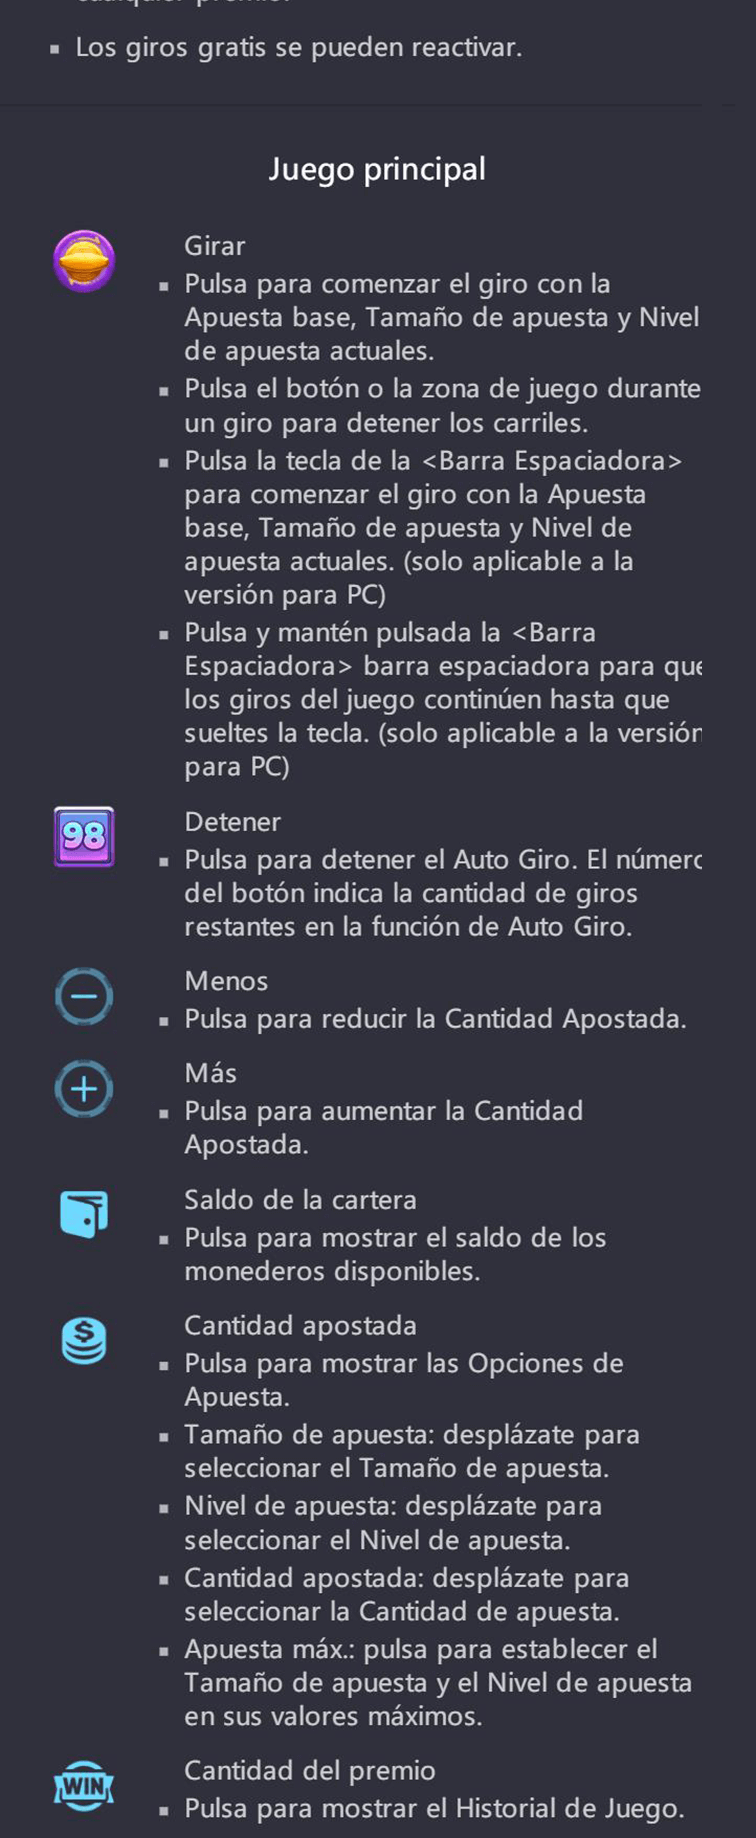 Los giros gratis se pueden reactivar.
Juego principal
Girar
Pulsa para comenzar el giro con la
Apuesta base, Tamaño de apuesta y Nivel
de apuesta actuales.
Pulsa el botón o la zona de juego durante
un giro para detener los carriles.
Pulsa la tecla de la <Barra Espaciadora>
para comenzar el giro con la Apuesta
base, Tamaño de apuesta y Nivel de
apuesta actuales. (solo aplicable a la
versión para PC)
Pulsa y mantén pulsada la <Barra
Espaciadora> barra espaciadora para que
los giros del juego continúen hasta que
sueltes la tecla. (solo aplicable a la versión
para PC)
98
Detener
Pulsa para detener el Auto Giro. El número
del botón indica la cantidad de giros
restantes en la función de Auto Giro.
Menos
Pulsa para reducir la Cantidad Apostada.
Más
Pulsa para aumentar la Cantidad
Apostada.
Saldo de la cartera
Pulsa para mostrar el saldo de los
monederos disponibles.
$
Cantidad apostada
Pulsa para mostrar las Opciones de
Apuesta.
Tamaño de apuesta: desplázate para
seleccionar el Tamaño de apuesta.
Nivel de apuesta: desplázate para
seleccionar el Nivel de apuesta.
Cantidad apostada: desplázate para
seleccionar la Cantidad de apuesta.
Apuesta máx.: pulsa para establecer el
Tamaño de apuesta y el Nivel de apuesta
en sus valores máximos.
WIN
Cantidad del premio
Pulsa para mostrar el Historial de Juego.